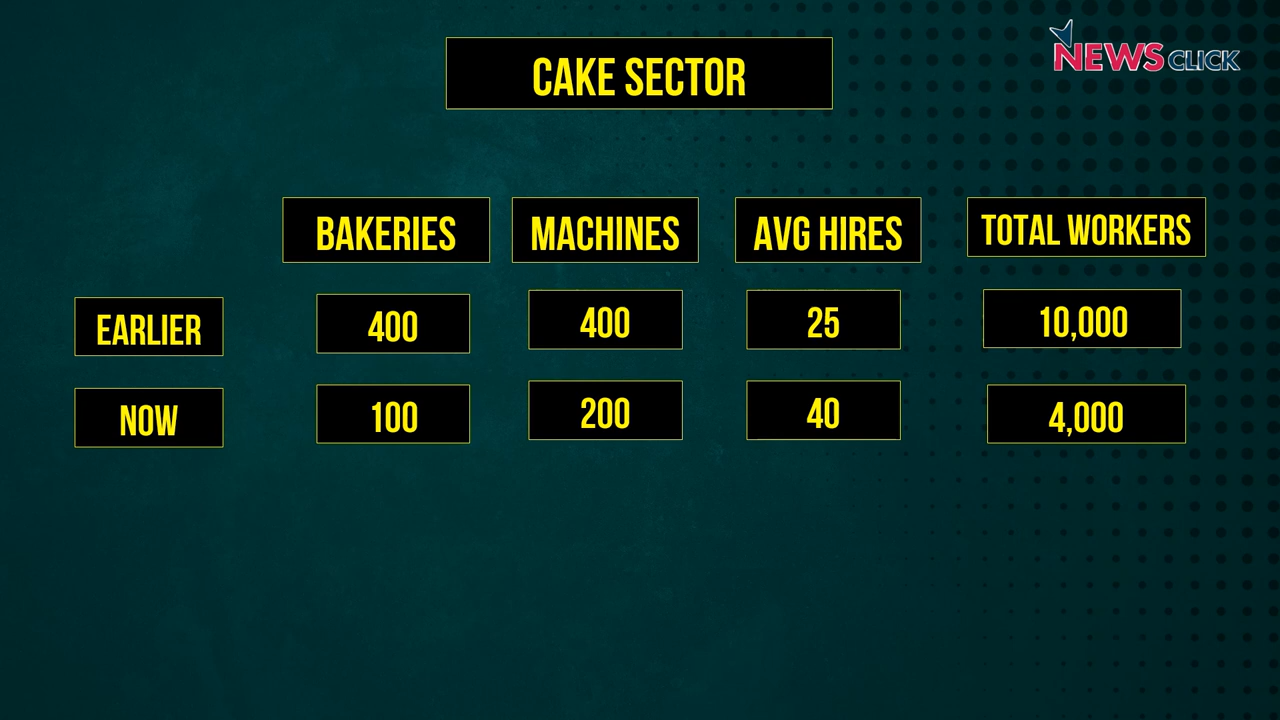 NEWS CLICK
CAKE SECTOR
BAKERIES MACHINES AVG HIRES TOTAL WORKERS
EARLIER 400 400 25 10,000
NOW 100 200 40 4,000